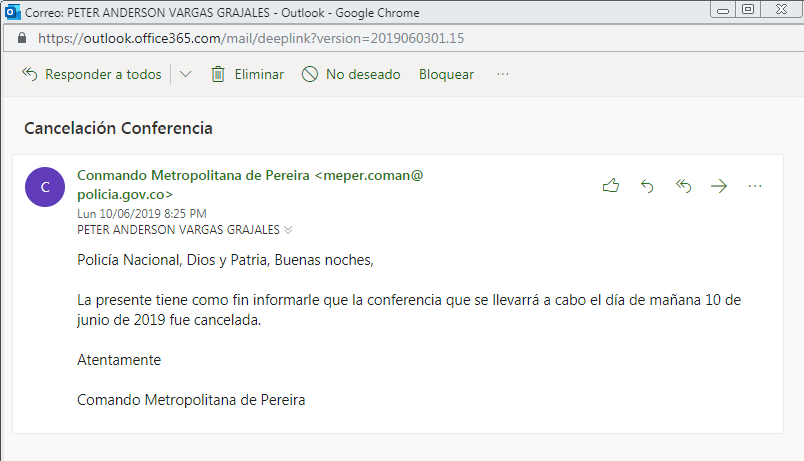 Correo: PETER ANDERSON VARGAS GRAJALES - Outlook - Google Chrome
https://outlook.office365.com/mail/deeplink?version=2019060301.15
Responder a todos Eliminar No deseado Bloquear ...
Cancelación Conferencia
C
Conmando Metropolitana de Pereira <meper.coman@
policia.gov.co>
Lun 10/06/2019 8:25 PM
PETER ANDERSON VARGAS GRAJALES
Policía Nacional, Dios y Patria, Buenas noches,
La presente tiene como fin informarle que la conferencia que se llevarrá a cabo el día de mañana 10 de
junio de 2019 fue cancelada.
Atentamente
Comando Metropolitana de Pereira